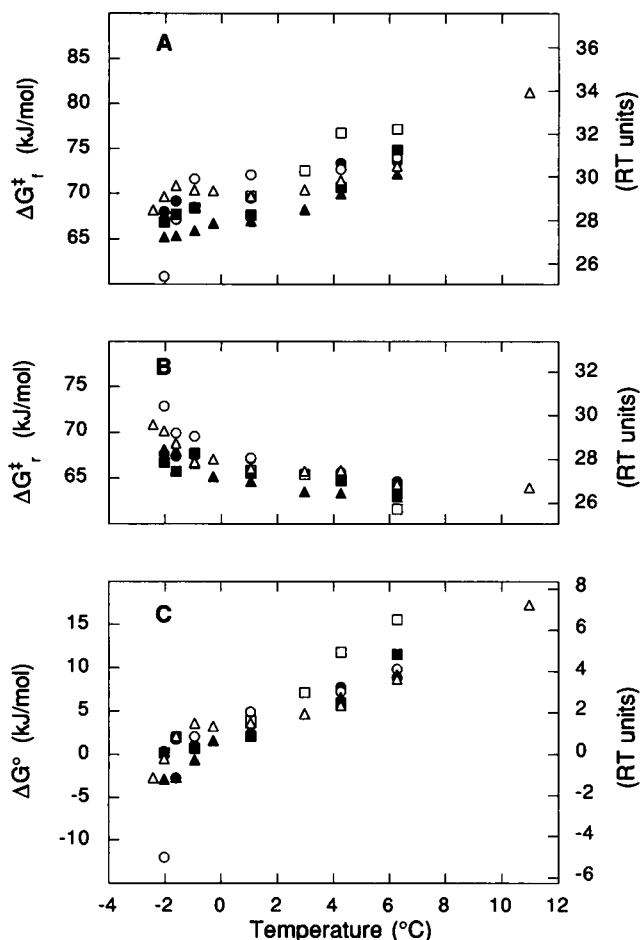 A
85
80
75
70
65
ΔG‡f (kJ/mol)
36
34
32
30
28
26
(RT units)
B
75
70
65
ΔG‡r (kJ/mol)
32
30
28
26
(RT units)
C
15
10
5
0
-5
-10
ΔG° (kJ/mol)
8
6
4
2
0
-2
-4
-6
(RT units)
-4 -2 0 2 4 6 8 10 12
Temperature (°C)